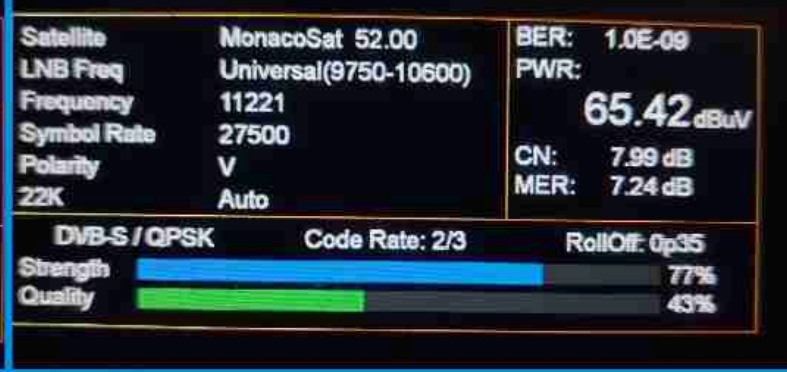 Satellite MonacoSat 52.00
LNB Freq Universal(9750-10600)
Frequency 11221
Symbol Rate 27500
Polarity V
22K Auto
BER: 1.0E-09
PWR:
65.42 dBuV
CN: 7.99 dB
MER: 7.24 dB
DVB-S / QPSK Code Rate: 2/3 RollOff: 0p35
Strength 77%
Quality 43%